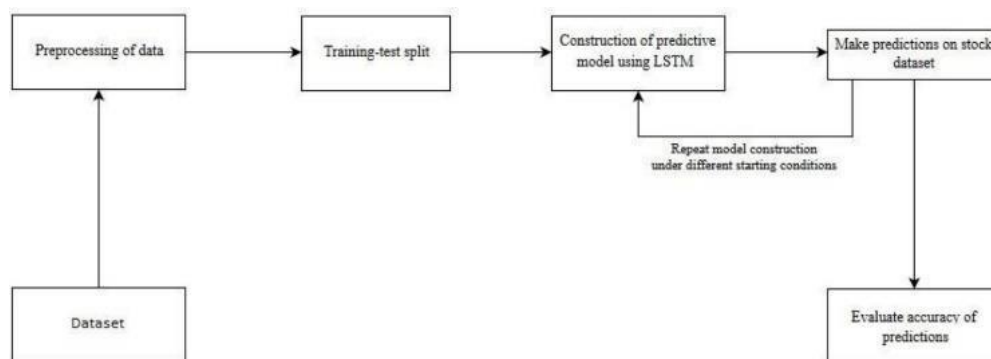 Preprocessing of data
Training-test split
Construction of predictive
model using LSTM
Make predictions on stock
dataset
Repeat model construction
under different starting conditions
Dataset
Evaluate accuracy of
predictions